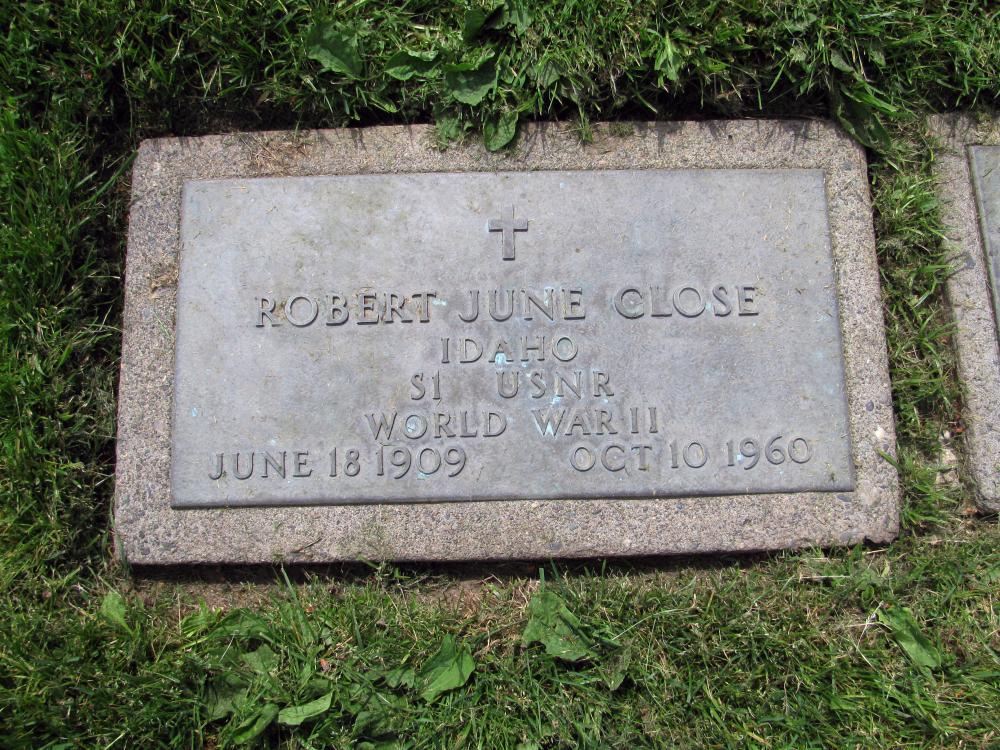 ROBERT JUNE CLOSE
IDAHO
S1 USNR
WORLD WAR II
JUNE 18 1909 OCT 10 1960